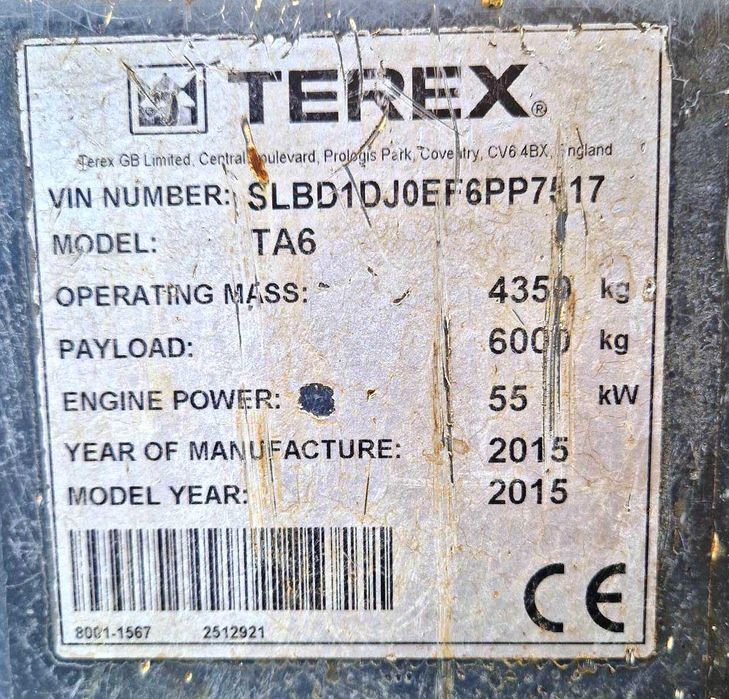 TEREX®
Terex GB Limited, Central Boulevard, Prologis Park, Coventry, CV6 4BX, England
VIN NUMBER:
MODEL: TA6
OPERATING MASS: 4350 kg
PAYLOAD: 6000 kg
ENGINE POWER: 55 kW
YEAR OF MANUFACTURE: 2015
MODEL YEAR: 2015
8001-1567 2512921
CE